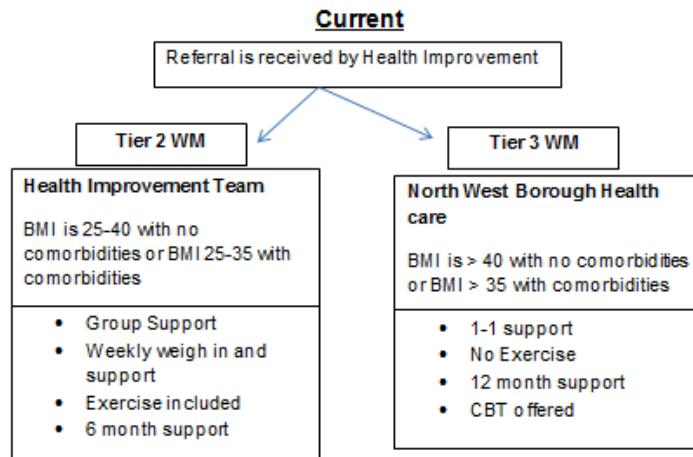 Current
Referral is received by Health Improvement
Tier 2 WM
Health Improvement Team
BMI is 25-40 with no
comorbidities or BMI 25-35 with
comorbidities
• Group Support
• Weekly weigh in and
support
• Exercise included
• 6 month support
Tier 3 WM
North West Borough Health
care
BMI is > 40 with no comorbidities
or BMI > 35 with comorbidities
• 1-1 support
• No Exercise
• 12 month support
• CBT offered